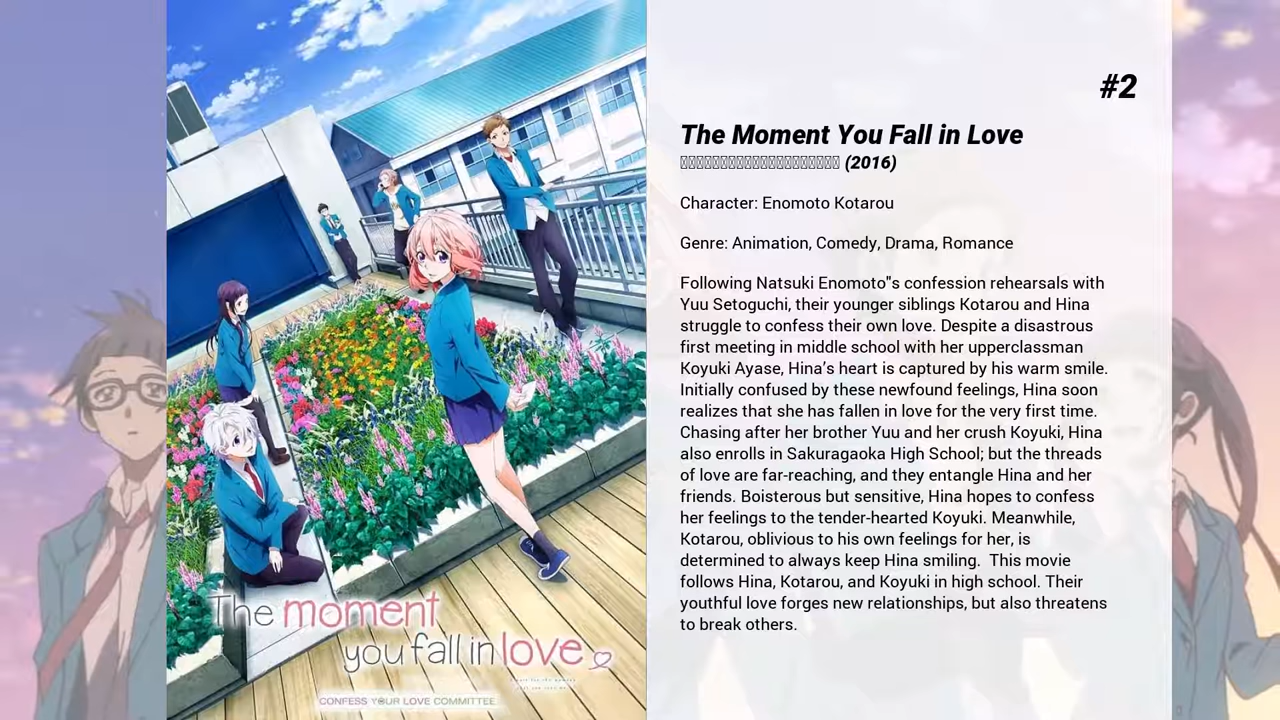 #2
The Moment You Fall in Love
(2016)
Character: Enomoto Kotarou
Genre: Animation, Comedy, Drama, Romance
Following Natsuki Enomoto"s confession rehearsals with
Yuu Setoguchi, their younger siblings Kotarou and Hina
struggle to confess their own love. Despite a disastrous
first meeting in middle school with her upperclassman
Koyuki Ayase, Hina's heart is captured by his warm smile.
Initially confused by these newfound feelings, Hina soon
realizes that she has fallen in love for the very first time.
Chasing after her brother Yuu and her crush Koyuki, Hina
also enrolls in Sakuragaoka High School; but the threads
of love are far-reaching, and they entangle Hina and her
friends. Boisterous but sensitive, Hina hopes to confess
her feelings to the tender-hearted Koyuki. Meanwhile,
Kotarou, oblivious to his own feelings for her, is
determined to always keep Hina smiling.  This movie
follows Hina, Kotarou, and Koyuki in high school. Their
youthful love forges new relationships, but also threatens
to break others.
The moment
you fall in love
CONFESS YOUR LOVE COMMITTEE